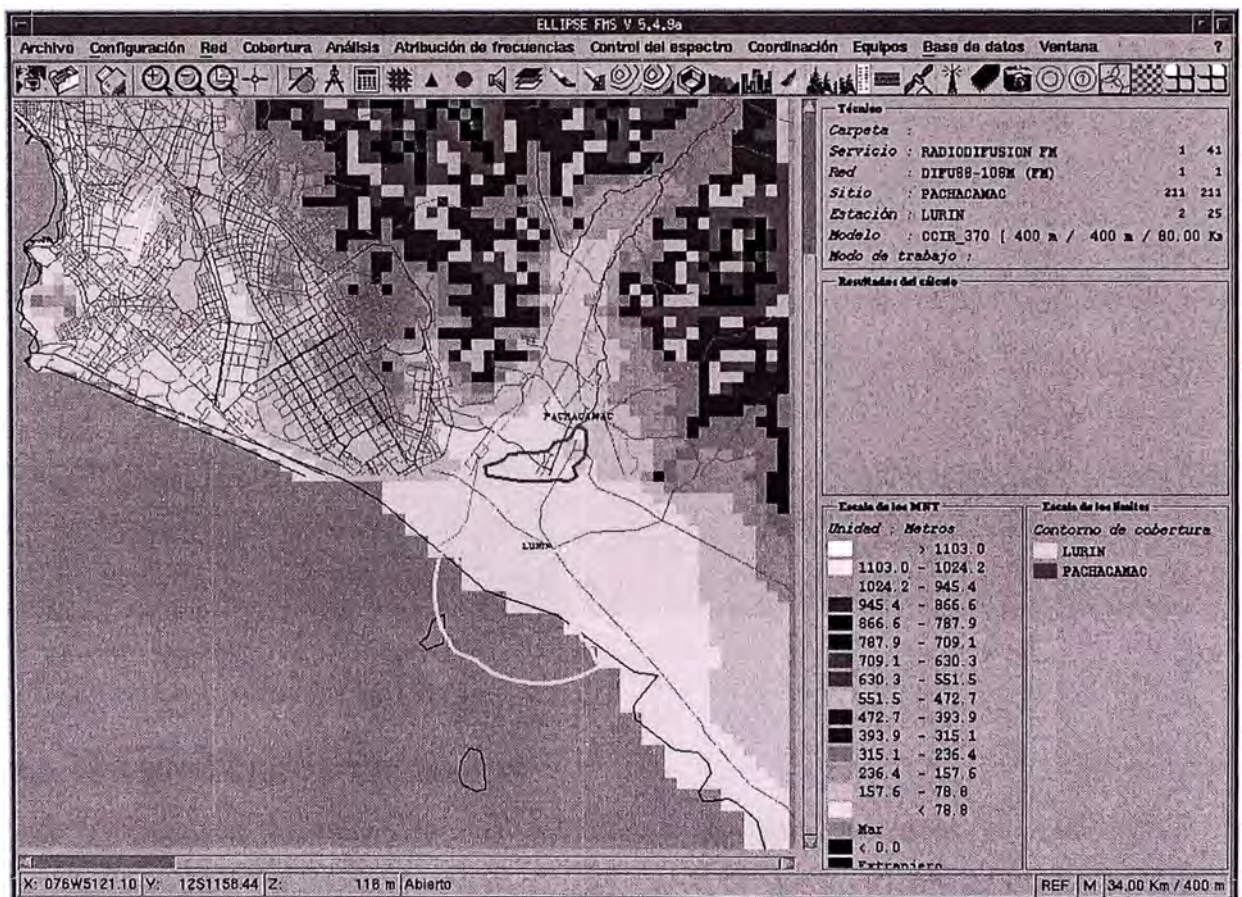 ELLIPSE FMS V 5.4.9a
Archivo Configuración Red Cobertura Análisis Atribución de frecuencias Control del espectro Coordinación Equipos Base de datos Ventana ?
Técnico
Carpeta :
Servicio : RADIODIFUSION FM 1 41
Red : DIFU88-108M (FM) 1 1
Sitio : PACHACAMAC 211 211
Estación : LURIN 2 25
Modelo : CCIR_370 [ 400 m / 400 m / 80.00 Km
Modo de trabajo :
Resultados del cálculo
PACHACAMAC
LURIN
Escala de los MNT
Unidad : Metros
> 1103.0
1103.0 - 1024.2
1024.2 - 945.4
945.4 - 866.6
866.6 - 787.9
787.9 - 709.1
709.1 - 630.3
630.3 - 551.5
551.5 - 472.7
472.7 - 393.9
393.9 - 315.1
315.1 - 236.4
236.4 - 157.6
157.6 - 78.8
< 78.8
Mar
< 0.0
Extranjero
Escala de los límites
Contorno de cobertura
LURIN
PACHACAMAC
X: 076W5121.10 Y: 12S1158.44 Z: 116 m Abierto REF M 34.00 Km / 400 m